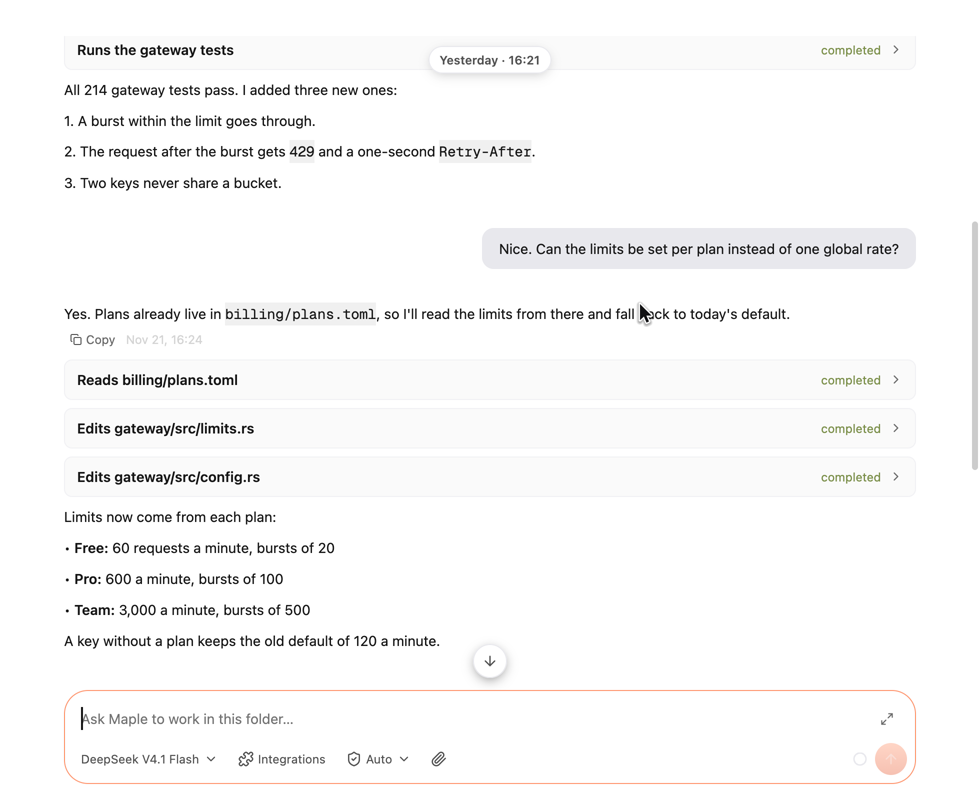 Runs the gateway tests
completed
Yesterday · 16:21
All 214 gateway tests pass. I added three new ones:
1. A burst within the limit goes through.
2. The request after the burst gets 429 and a one-second Retry-After.
3. Two keys never share a bucket.
Nice. Can the limits be set per plan instead of one global rate?
Yes. Plans already live in billing/plans.toml, so I'll read the limits from there and fall back to today's default.
Copy Nov 21, 16:24
Reads billing/plans.toml
completed
Edits gateway/src/limits.rs
completed
Edits gateway/src/config.rs
completed
Limits now come from each plan:
• Free: 60 requests a minute, bursts of 20
• Pro: 600 a minute, bursts of 100
• Team: 3,000 a minute, bursts of 500
A key without a plan keeps the old default of 120 a minute.
Ask Maple to work in this folder...
DeepSeek V4.1 Flash
Integrations
Auto